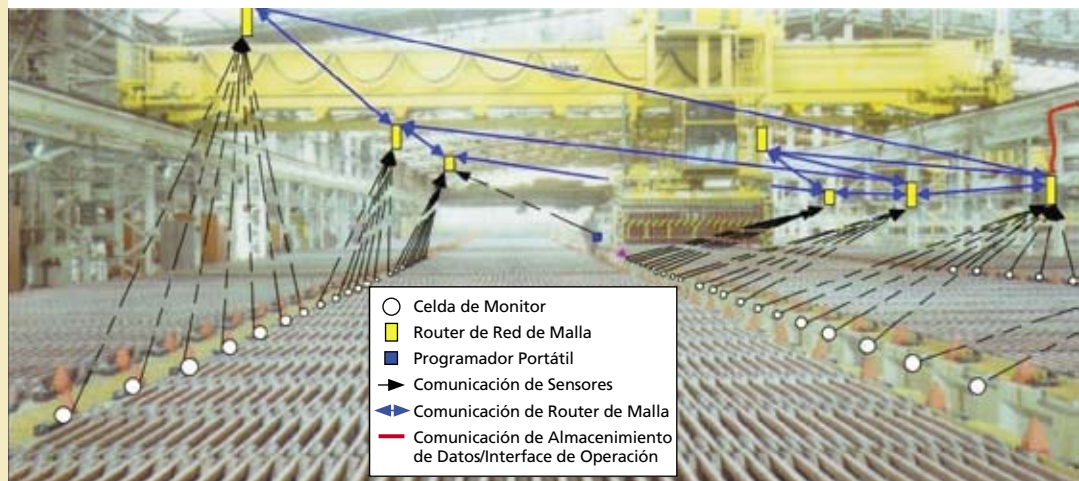 Celda de Monitor
Router de Red de Malla
Programador Portátil
Comunicación de Sensores
Comunicación de Router de Malla
Comunicación de Almacenimiento
de Datos/Interface de Operación